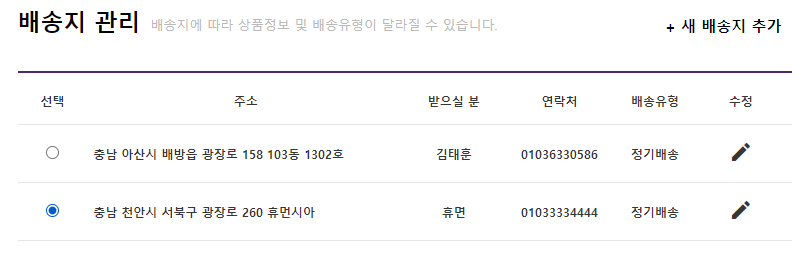 배송지 관리 배송지에 따라 상품정보 및 배송유형이 달라질 수 있습니다. + 새 배송지 추가
선택 주소 받으실 분 연락처 배송유형 수정
충남 아산시 배방읍 광장로 158 103동 1302호 김태훈 01036330586 정기배송
충남 천안시 서북구 광장로 260 휴먼시아 휴면 01033334444 정기배송